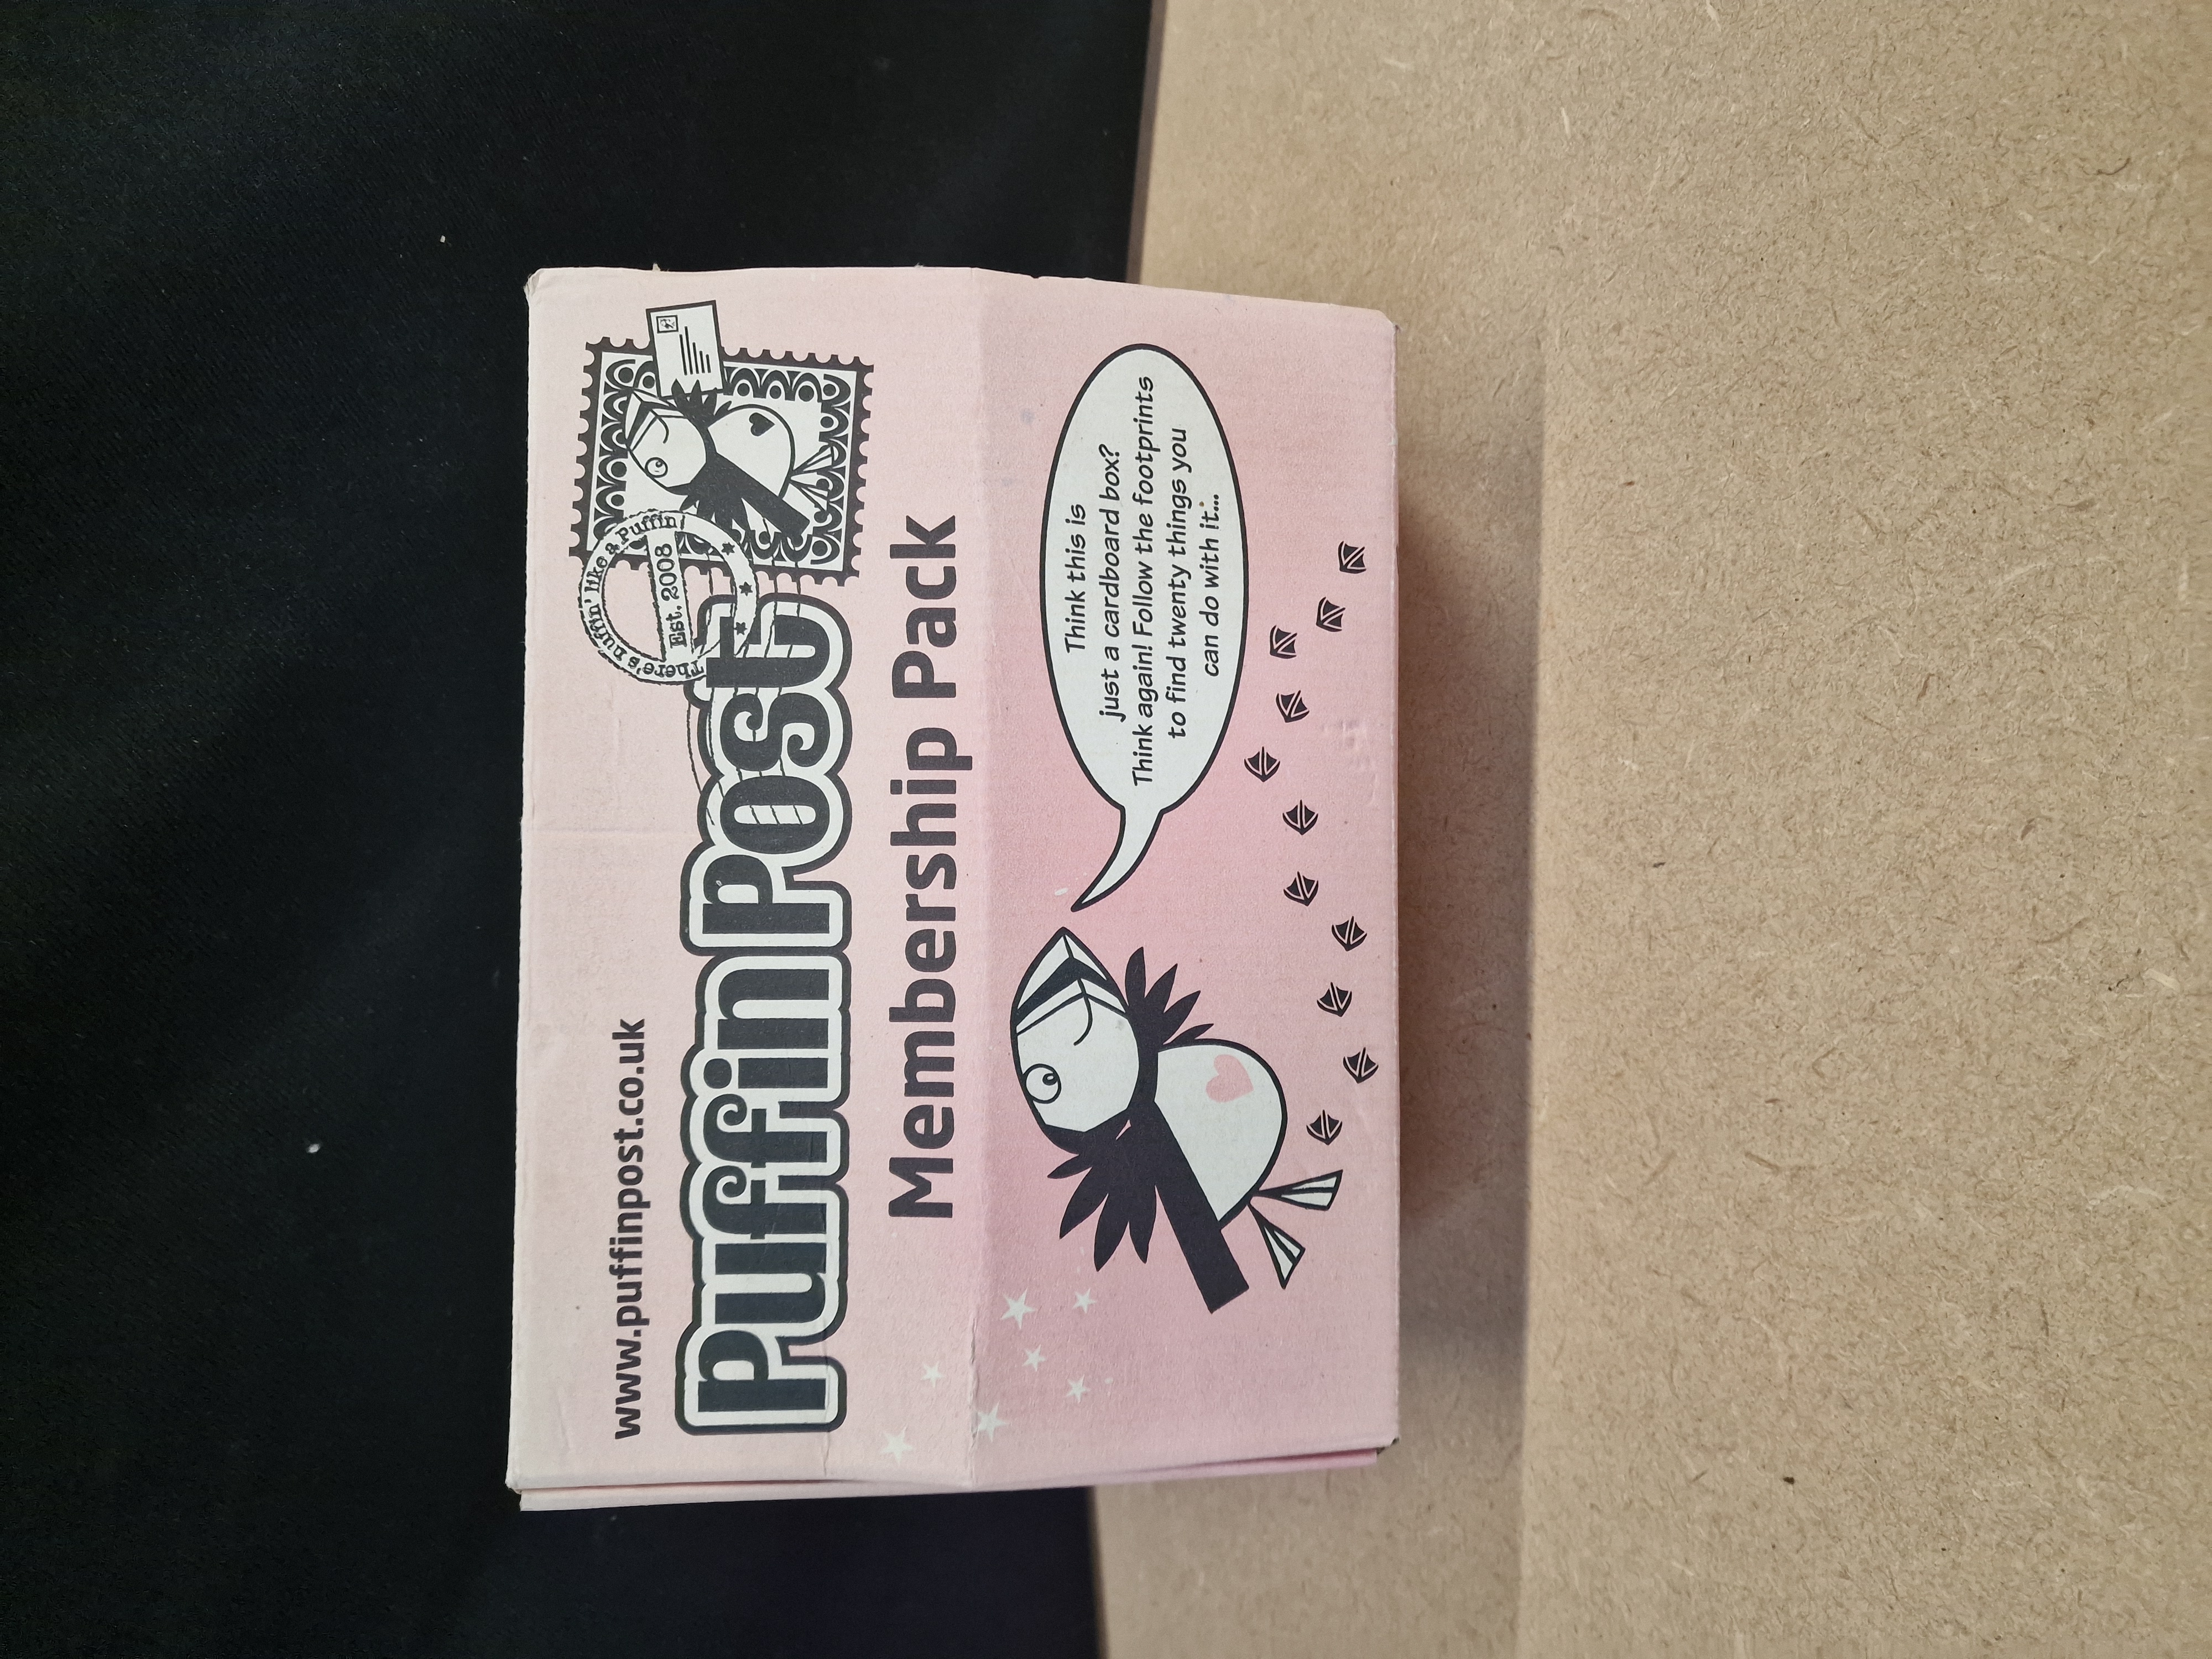 www.puffinpost.co.uk
There's nuffin' like a Puffin!
Est. 2008
PuffinPost
Membership Pack
Think this is
just a cardboard box?
Think again! Follow the footprints
to find twenty things you
can do with it...